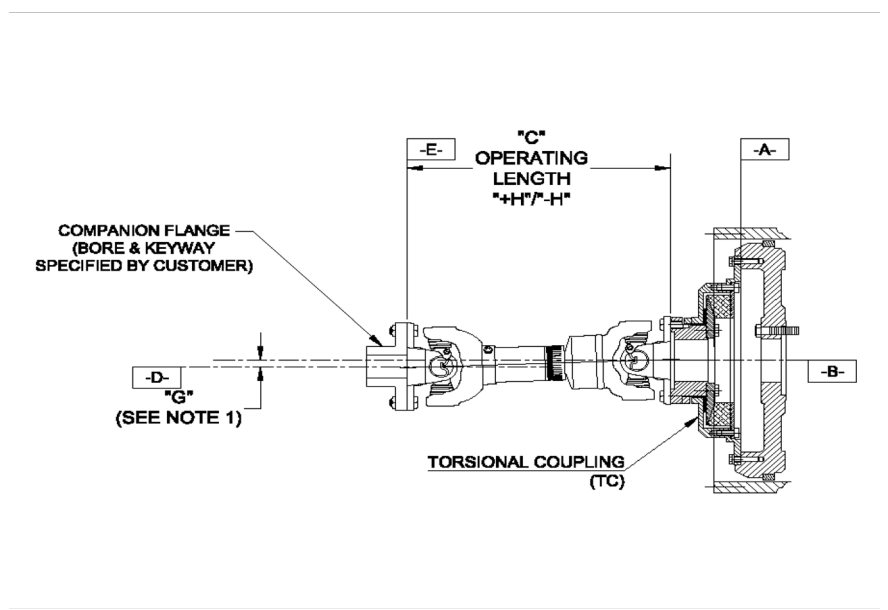 "C"
OPERATING
LENGTH
"+H"/"-H"
-E-
-A-
COMPANION FLANGE
(BORE & KEYWAY
SPECIFIED BY CUSTOMER)
-D-
"G"
(SEE NOTE 1)
-B-
TORSIONAL COUPLING
(TC)